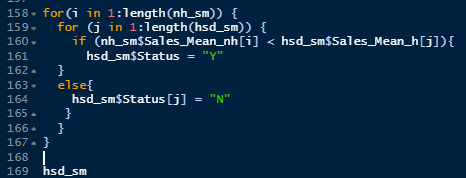 158 for(i in 1:length(nh_sm)) {
159 for (j in 1:length(hsd_sm)) {
160 if (nh_sm$Sales_Mean_nh[i] < hsd_sm$Sales_Mean_h[j]){
161 hsd_sm$Status = "Y"
162 }
163 else{
164 hsd_sm$Status[j] = "N"
165 }
166 }
167 }
168
169 hsd_sm